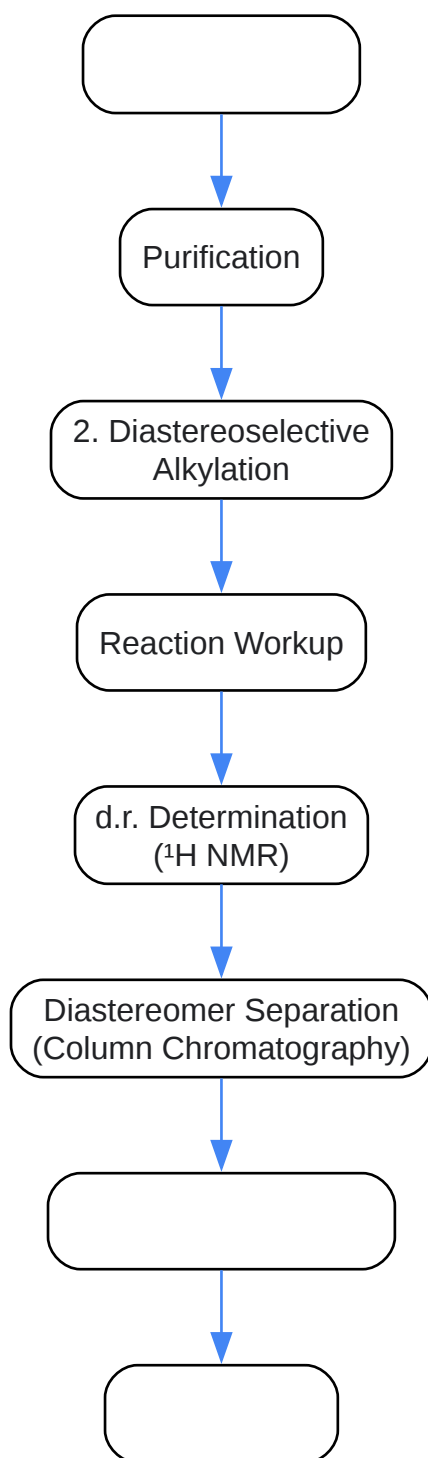 Purification
2. Diastereoselective
Alkylation
Reaction Workup
d.r. Determination
(¹H NMR)
Diastereomer Separation
(Column Chromatography)